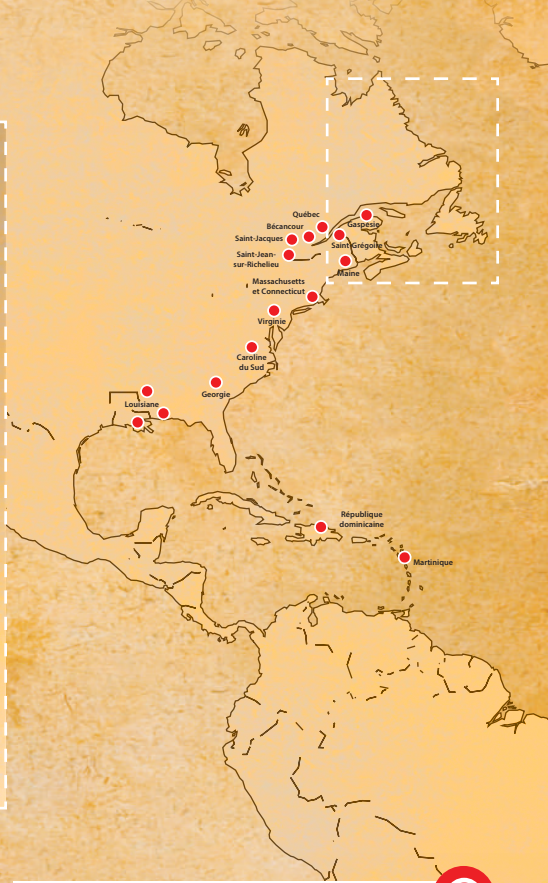 Québec
Bécancour
Gaspésie
Saint-Jacques
Saint-Grégoire
Saint-Jean-
sur-Richelieu
Maine
Massachusetts
et Connecticut
Virginie
Caroline
du Sud
Georgie
Louisiane
République
dominicaine
Martinique